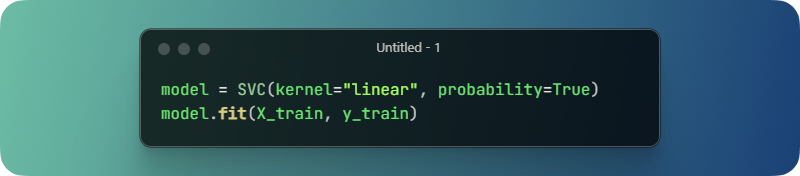 Untitled - 1
model = SVC(kernel="linear", probability=True)
model.fit(X_train, y_train)